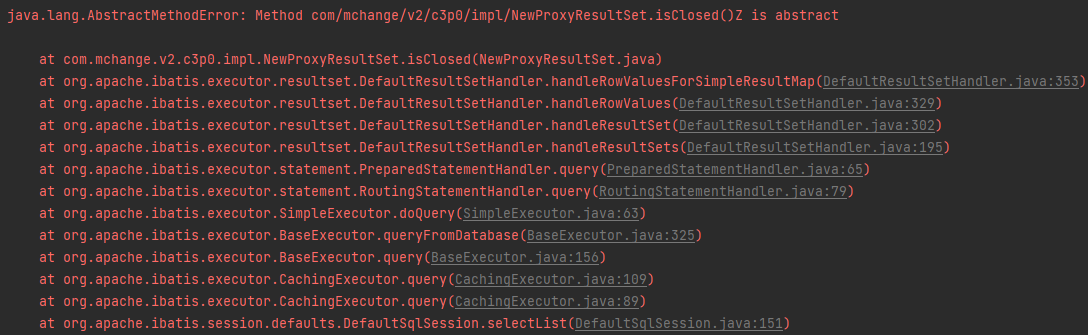 java.lang.AbstractMethodError: Method com/mchange/v2/c3p0/impl/NewProxyResultSet.isClosed()Z is abstract
at com.mchange.v2.c3p0.impl.NewProxyResultSet.isClosed(NewProxyResultSet.java)
at org.apache.ibatis.executor.resultset.DefaultResultSetHandler.handleRowValuesForSimpleResultMap(DefaultResultSetHandler.java:353)
at org.apache.ibatis.executor.resultset.DefaultResultSetHandler.handleRowValues(DefaultResultSetHandler.java:329)
at org.apache.ibatis.executor.resultset.DefaultResultSetHandler.handleResultSet(DefaultResultSetHandler.java:302)
at org.apache.ibatis.executor.resultset.DefaultResultSetHandler.handleResultSets(DefaultResultSetHandler.java:195)
at org.apache.ibatis.executor.statement.PreparedStatementHandler.query(PreparedStatementHandler.java:65)
at org.apache.ibatis.executor.statement.RoutingStatementHandler.query(RoutingStatementHandler.java:79)
at org.apache.ibatis.executor.SimpleExecutor.doQuery(SimpleExecutor.java:63)
at org.apache.ibatis.executor.BaseExecutor.queryFromDatabase(BaseExecutor.java:325)
at org.apache.ibatis.executor.BaseExecutor.query(BaseExecutor.java:156)
at org.apache.ibatis.executor.CachingExecutor.query(CachingExecutor.java:109)
at org.apache.ibatis.executor.CachingExecutor.query(CachingExecutor.java:89)
at org.apache.ibatis.session.defaults.DefaultSqlSession.selectList(DefaultSqlSession.java:151)